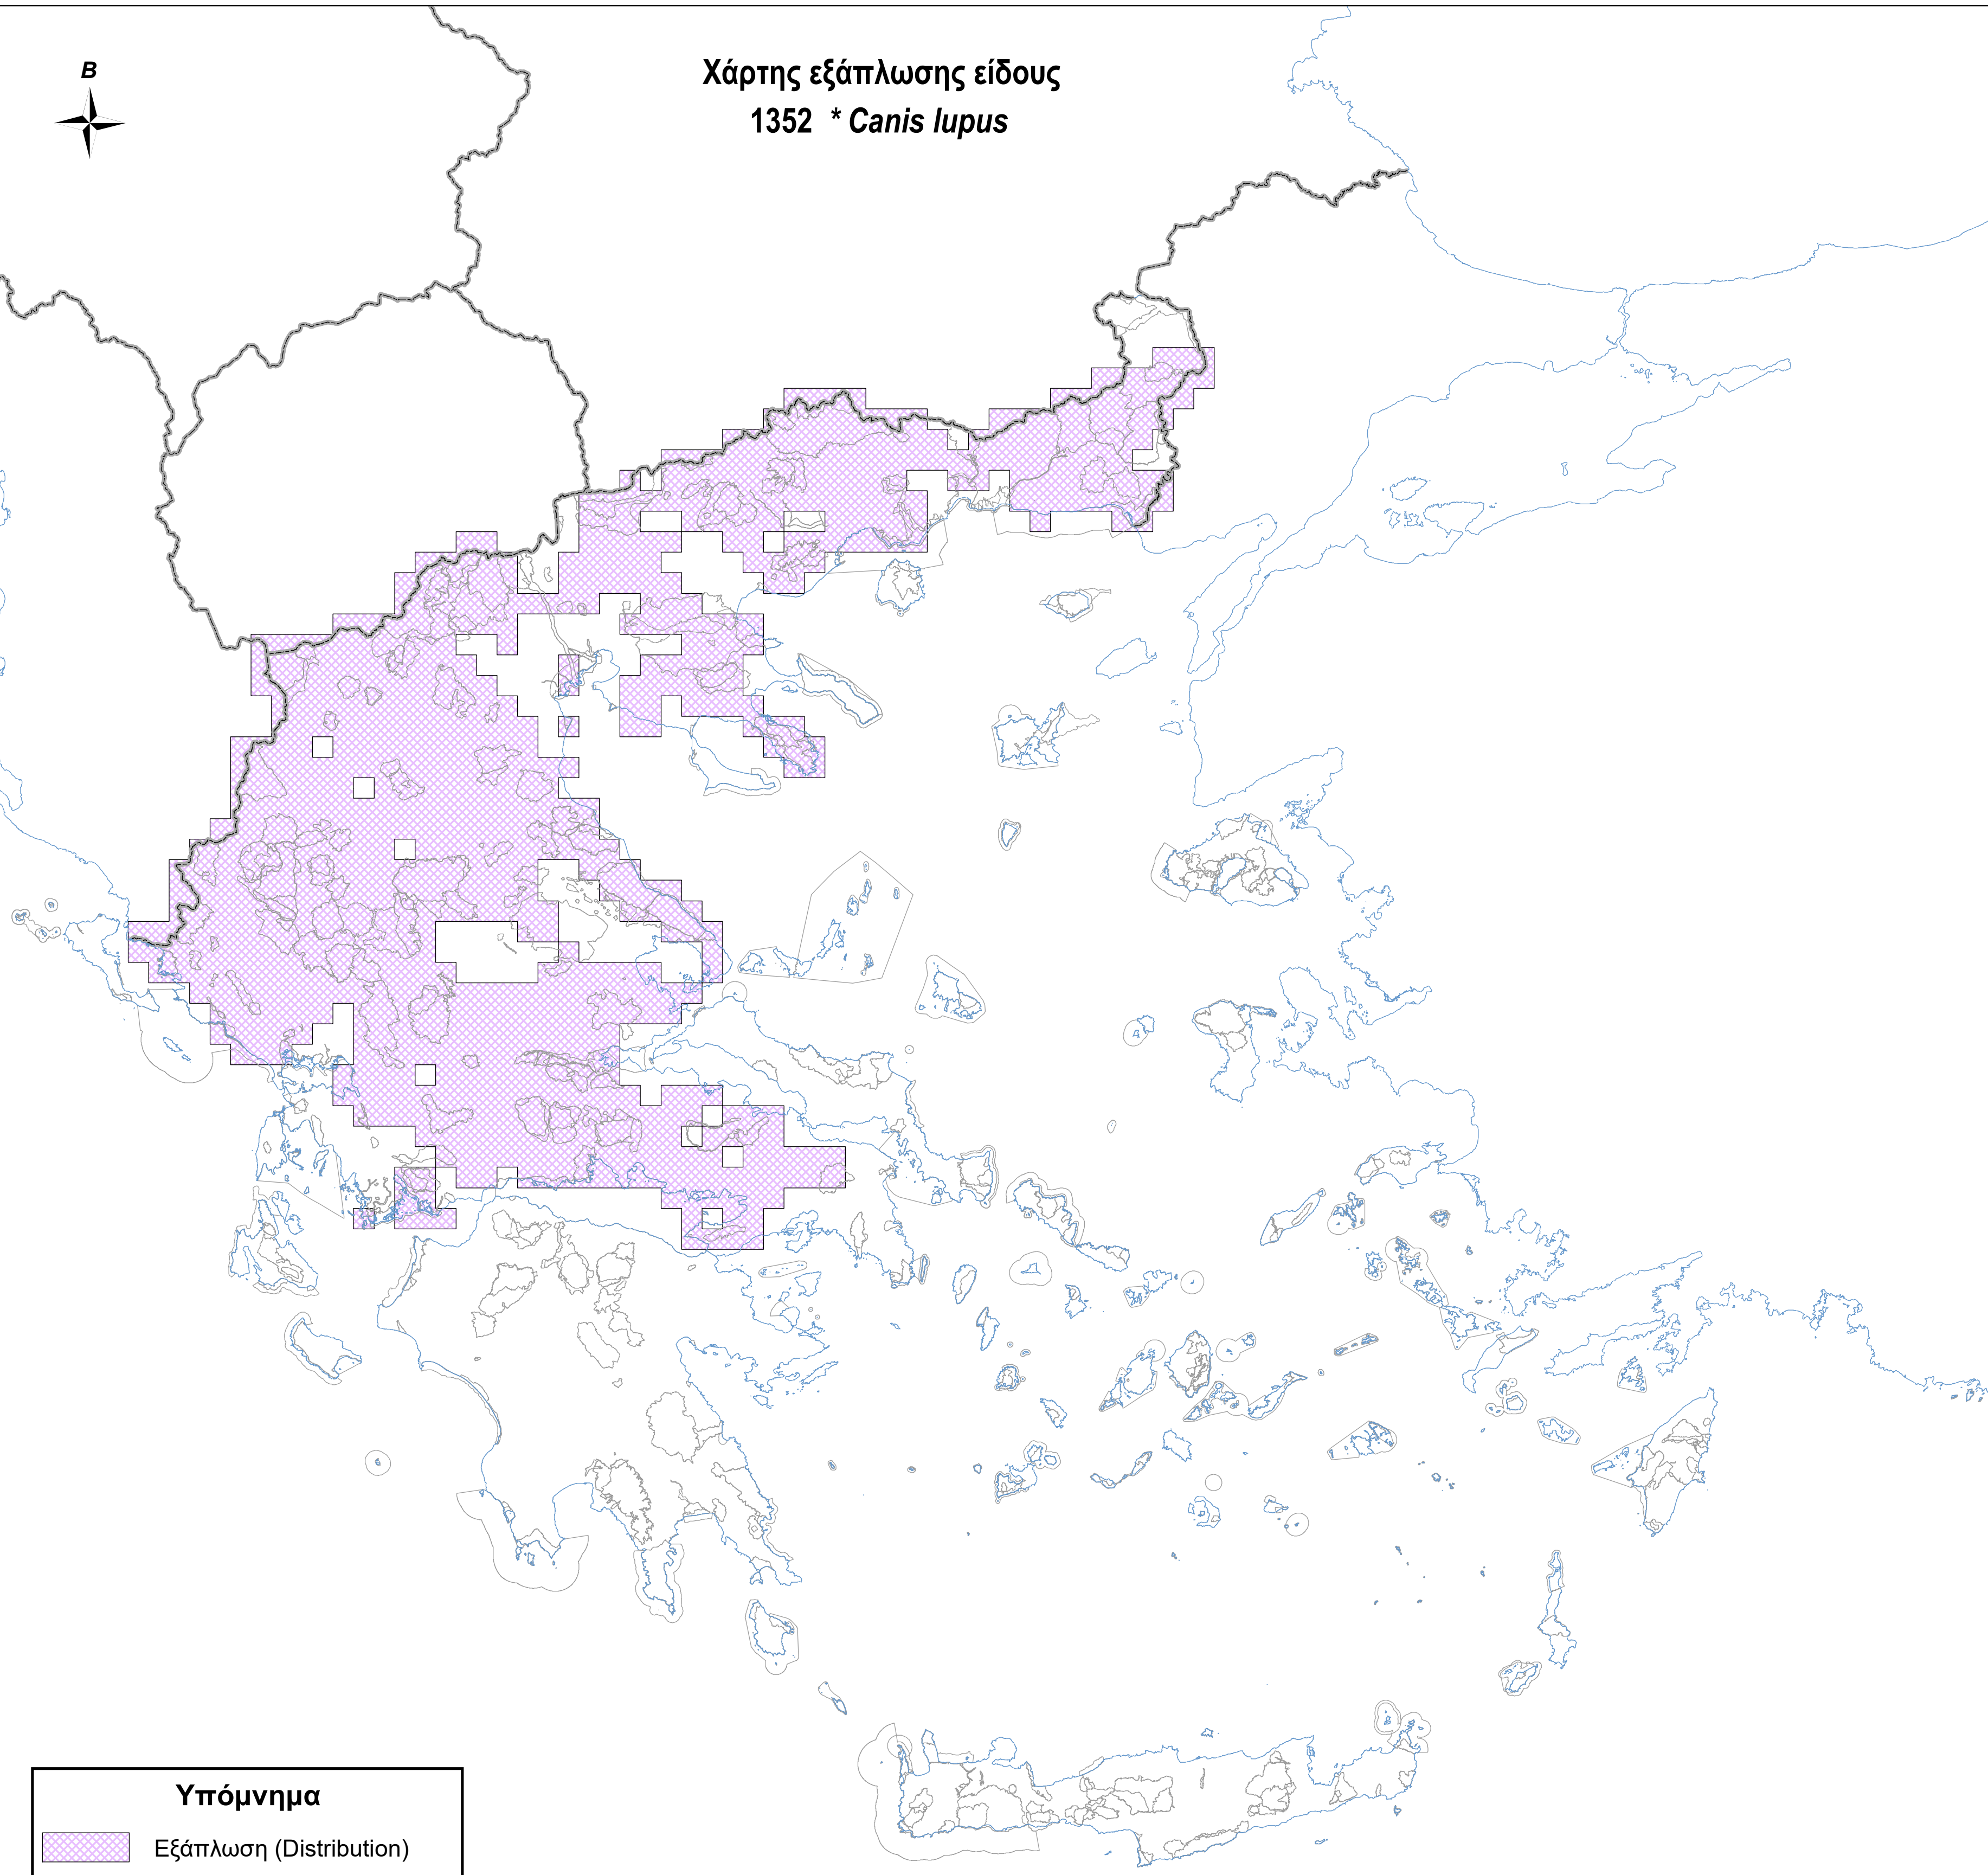 Χάρτης εξάπλωσης είδους
1352 * Canis lupus
Β
Υπόμνημα
Εξάπλωση (Distribution)